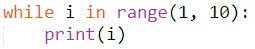 while i in range(1, 10):
    print(i)